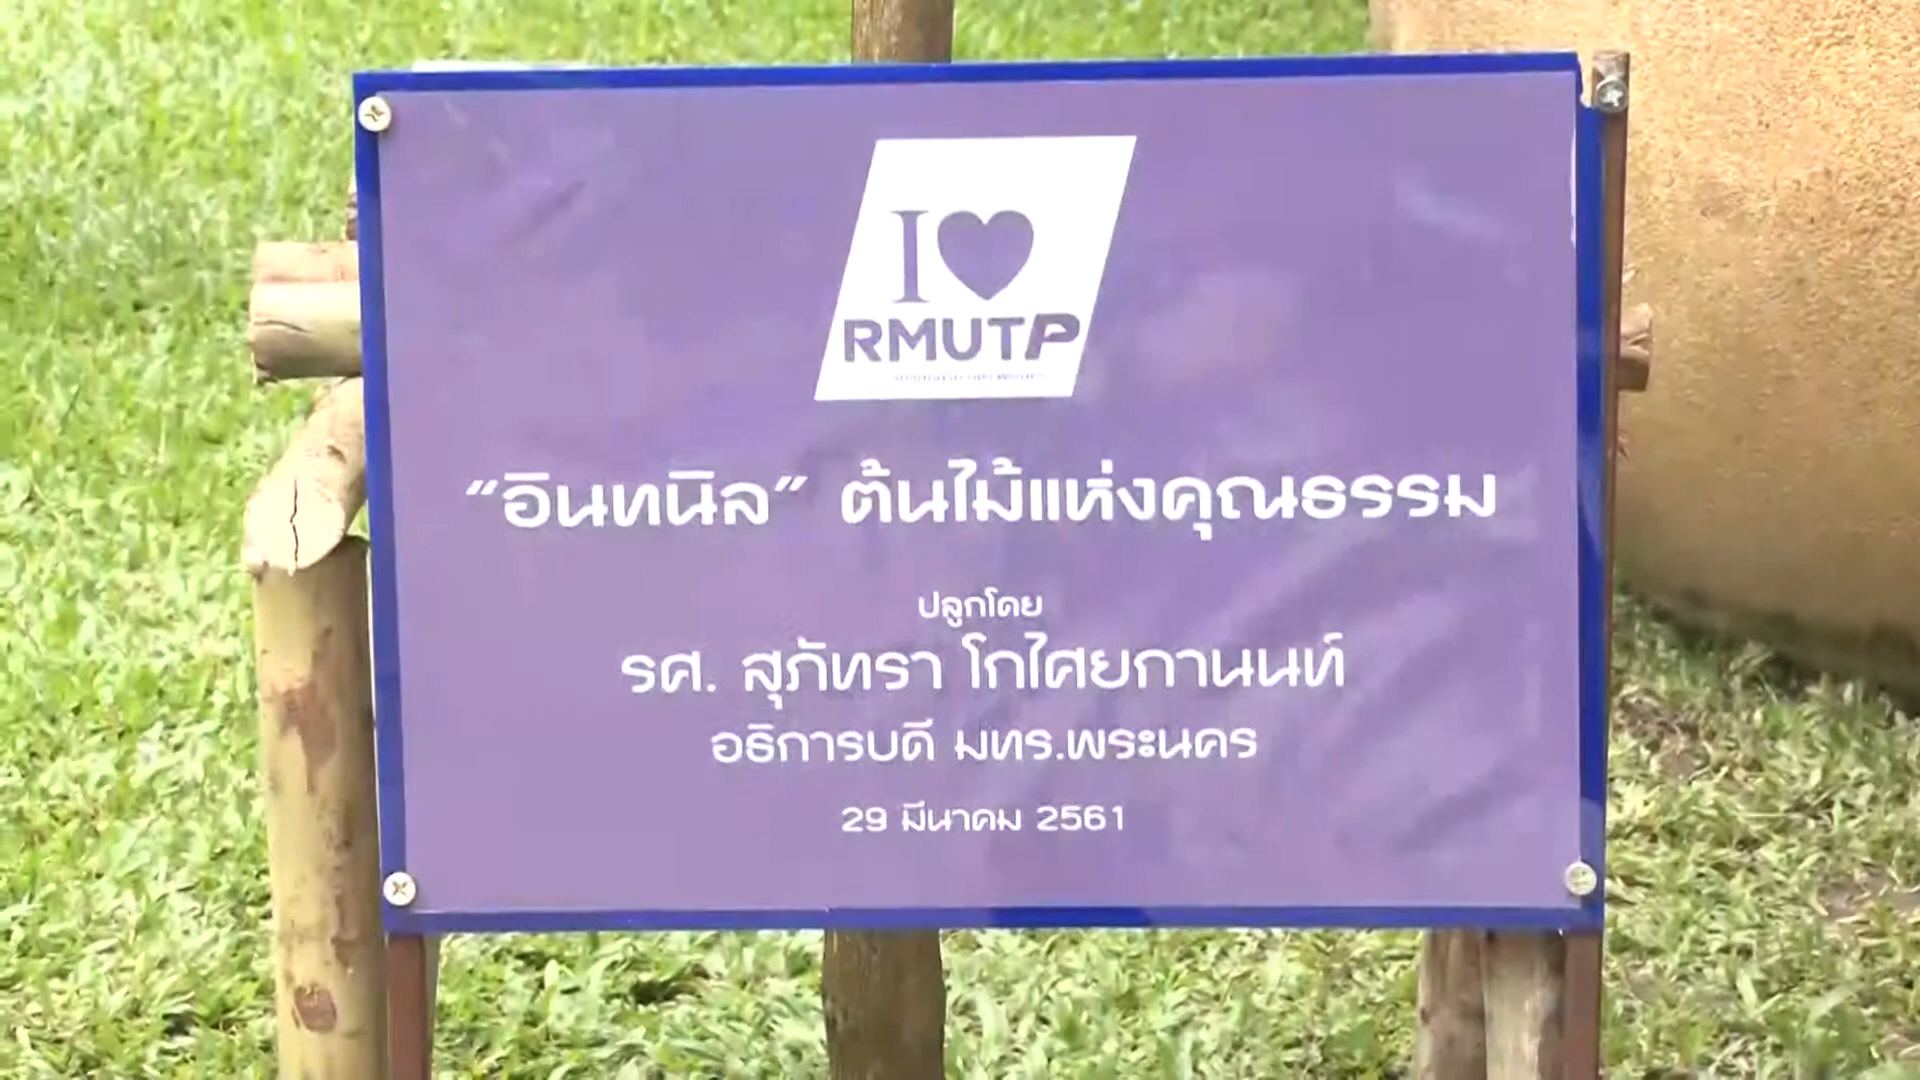 I
RMUTP
“อินทนิล” ต้นไม้แห่งคุณธรรม
ปลูกโดย
รศ. สุภัทรา โกไศยกานนท์
อธิการบดี มทร.พระนคร
29 มีนาคม 2561